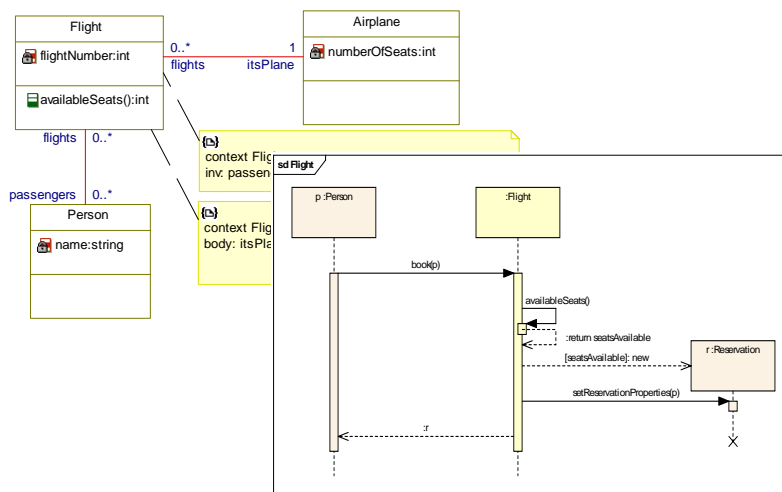 Flight
flightNumber:int
availableSeats():int
0..*
1
flights
itsPlane
Airplane
numberOfSeats:int
flights
0..*
passengers
0..*
Person
name:string
{}
context Flig
inv: passen
{}
context Flig
body: itsPla
sd Flight
p :Person
:Flight
book(p)
availableSeats()
:return seatsAvailable
[seatsAvailable]: new
r :Reservation
setReservationProperties(p)
:r